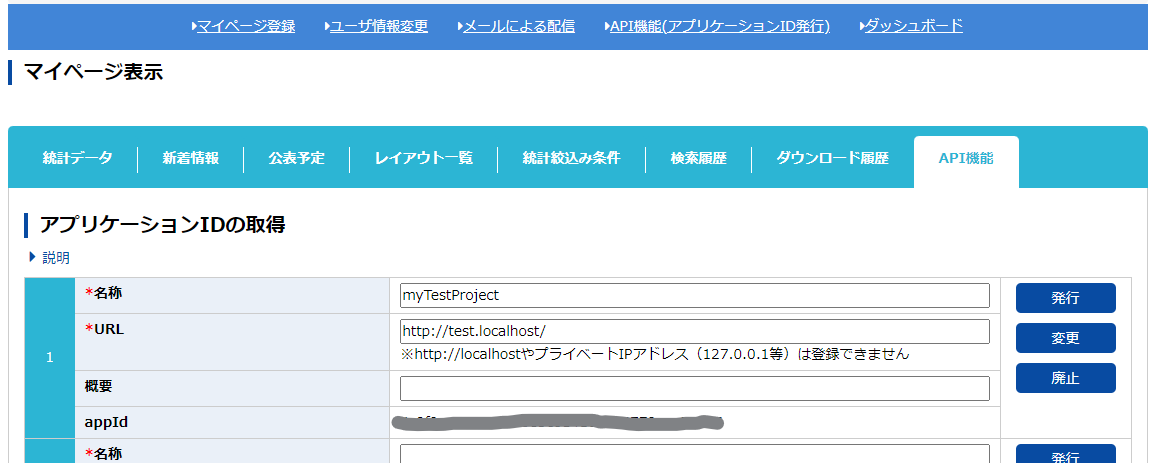 マイページ登録 ユーザ情報変更 メールによる配信 API機能(アプリケーションID発行) ダッシュボード
マイページ表示
統計データ 新着情報 公表予定 レイアウト一覧 統計絞込み条件 検索履歴 ダウンロード履歴 API機能
アプリケーションIDの取得
説明
1
*名称 myTestProject 発行
*URL http://test.localhost/ 変更
※http://localhostやプライベートIPアドレス（127.0.0.1等）は登録できません
概要 廃止
appId
*名称 発行